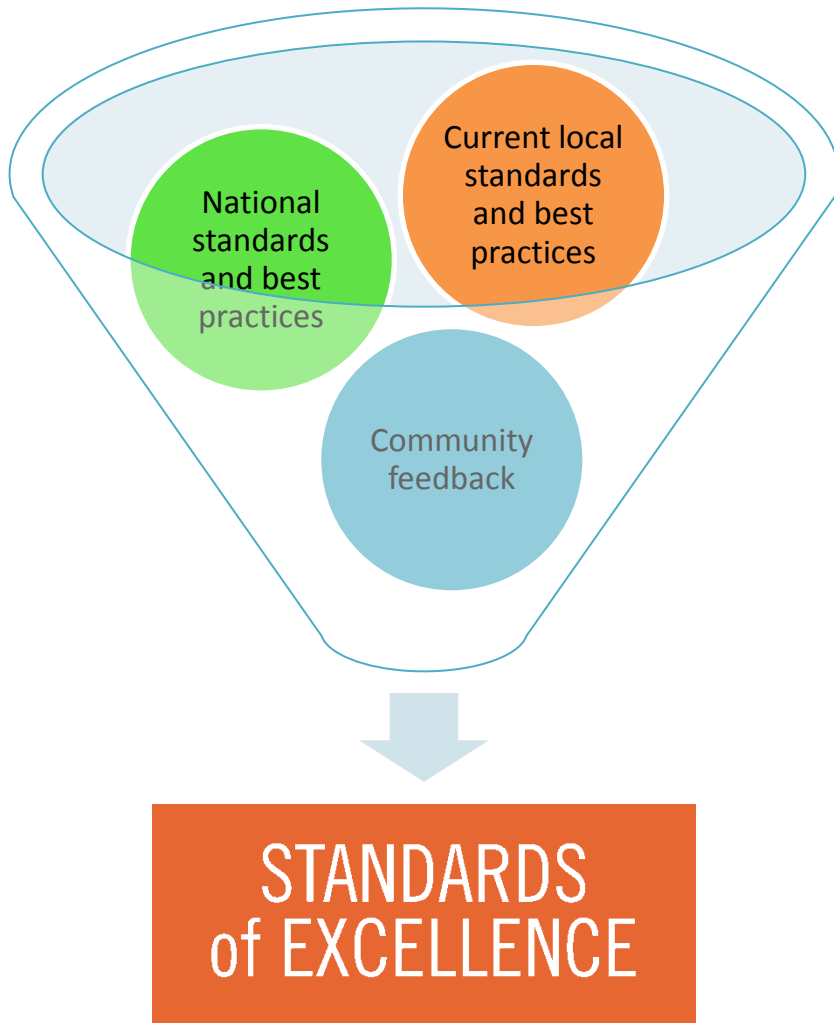 Current local
standards
and best
practices
National
standards
and best
practices
Community
feedback
STANDARDS
of EXCELLENCE